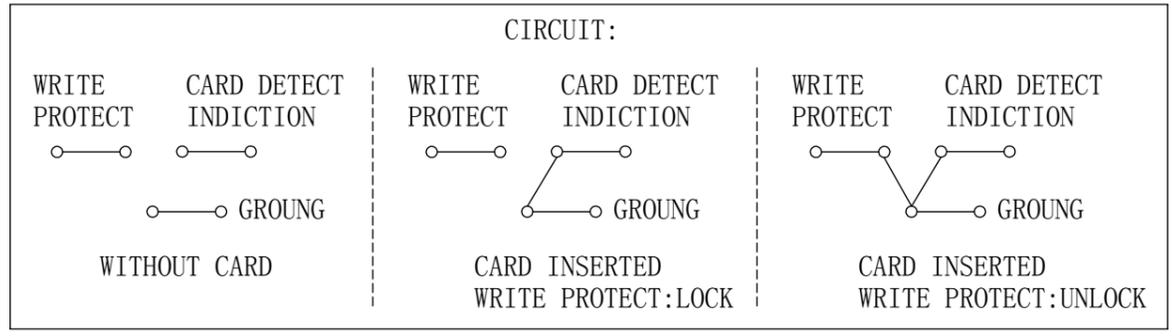 CIRCUIT:
WRITE PROTECT
CARD DETECT INDICTION
GROUNG
WITHOUT CARD
WRITE PROTECT
CARD DETECT INDICTION
GROUNG
CARD INSERTED
WRITE PROTECT:LOCK
WRITE PROTECT
CARD DETECT INDICTION
GROUNG
CARD INSERTED
WRITE PROTECT:UNLOCK